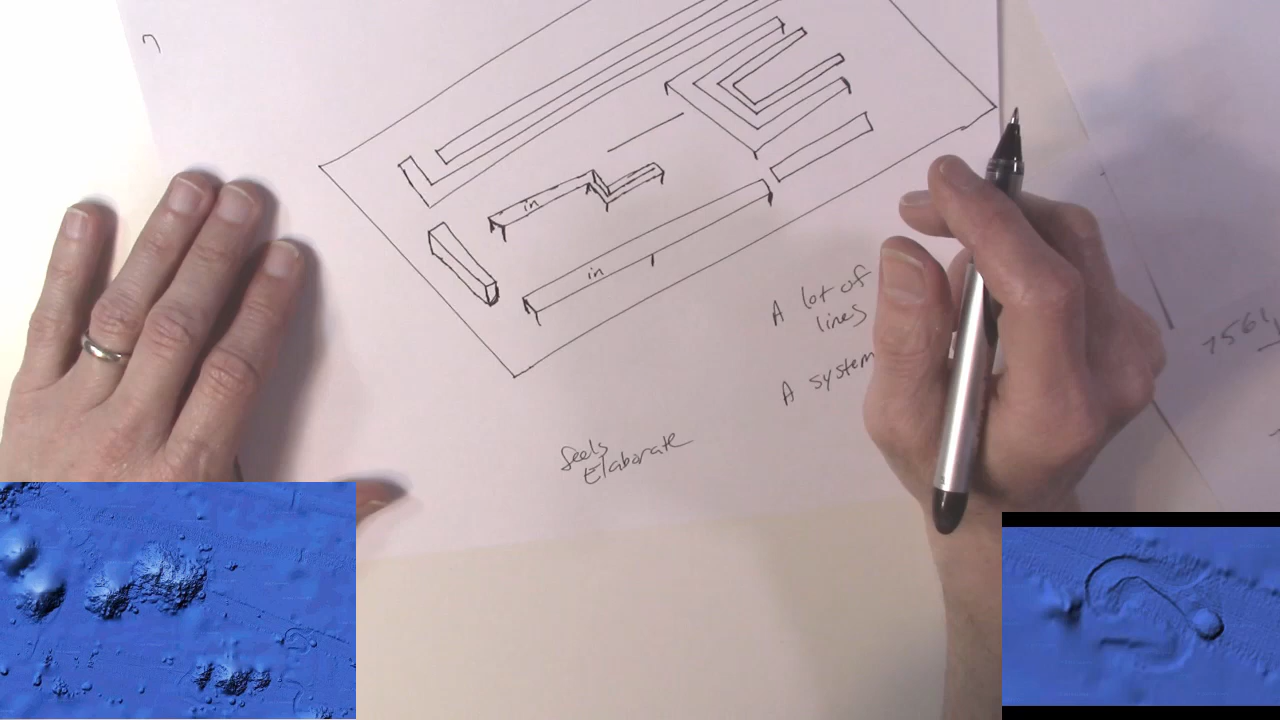 in
in
A lot of
lines
A system
feels
Elaborate